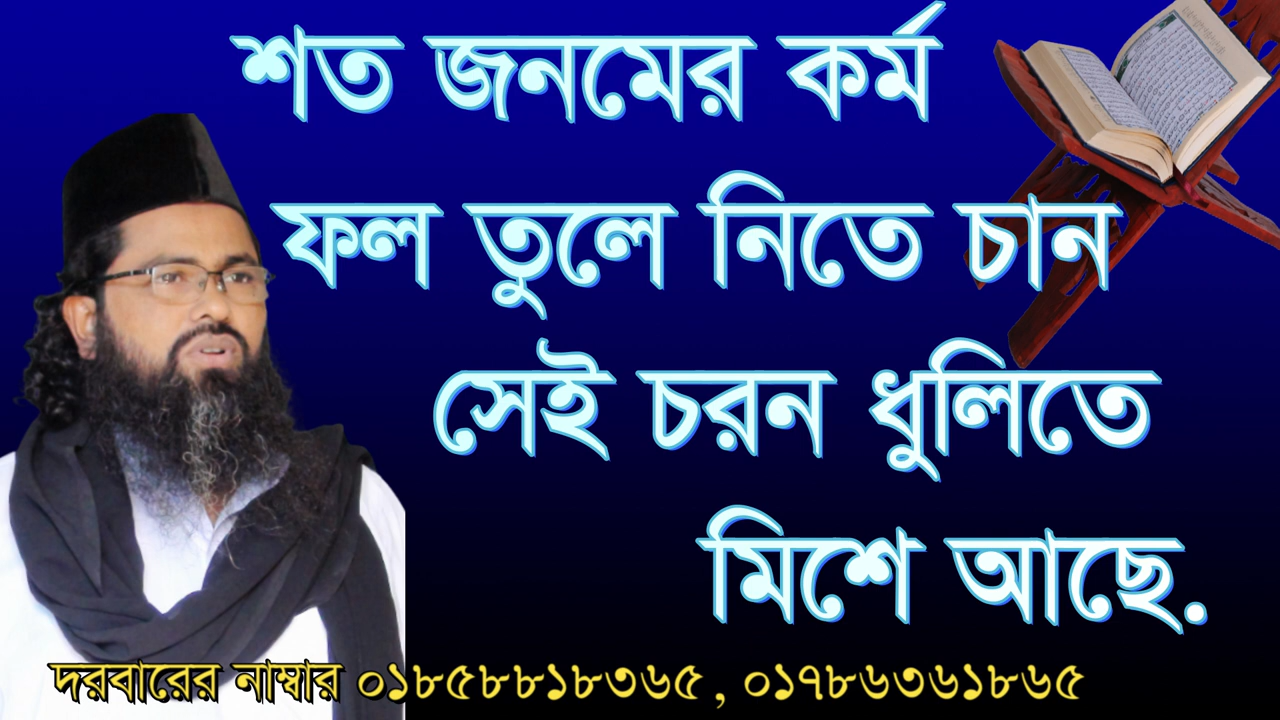 শত জনমের কর্ম
ফল তুলে নিতে চান
সেই চরন ধুলিতে
মিশে আছে.
দরবারের নাম্বার ০১৮৫৮৮১৮৩৬৫, ০১৭৮৬৩৬১৮৬৫